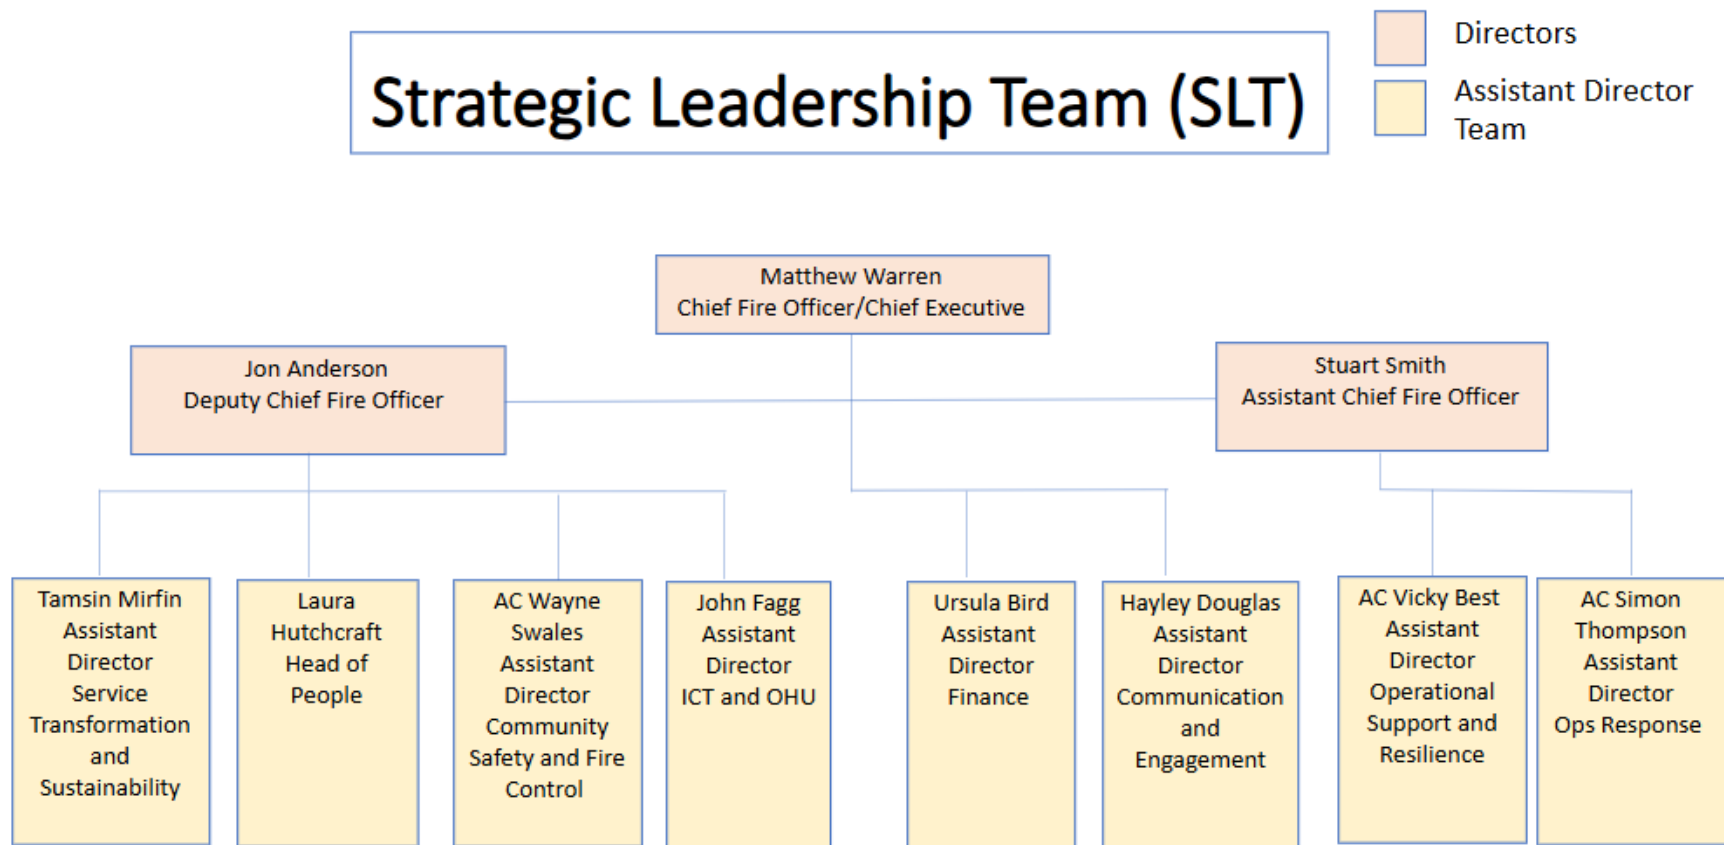 Strategic Leadership Team (SLT)
Directors
Assistant Director
Team
Matthew Warren
Chief Fire Officer/Chief Executive
Jon Anderson
Deputy Chief Fire Officer
Stuart Smith
Assistant Chief Fire Officer
Tamsin Mirfin
Assistant
Director
Service
Transformation
and
Sustainability
Laura
Hutchcraft
Head of
People
AC Wayne
Swales
Assistant
Director
Community
Safety and Fire
Control
John Fagg
Assistant
Director
ICT and OHU
Ursula Bird
Assistant
Director
Finance
Hayley Douglas
Assistant
Director
Communication
and
Engagement
AC Vicky Best
Assistant
Director
Operational
Support and
Resilience
AC Simon
Thompson
Assistant
Director
Ops Response